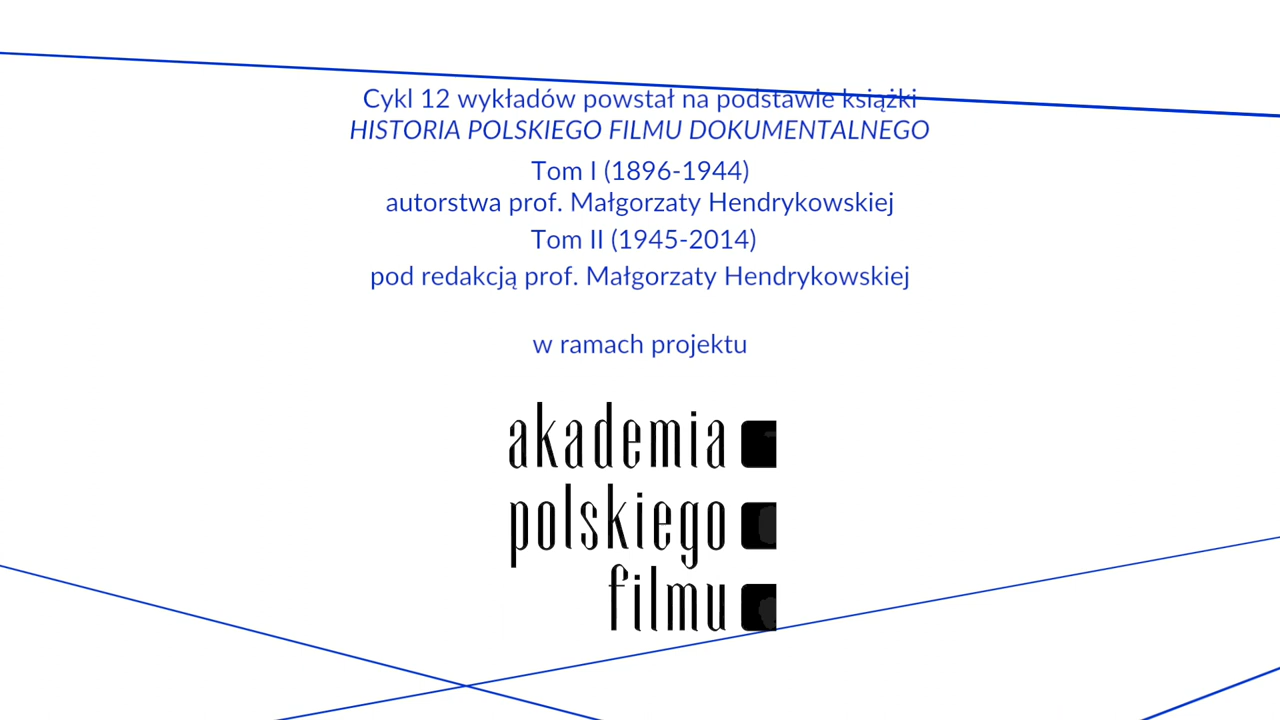 Cykl 12 wykładów powstał na podstawie książki
HISTORIA POLSKIEGO FILMU DOKUMENTALNEGO
Tom I (1896-1944)
autorstwa prof. Małgorzaty Hendrykowskiej
Tom II (1945-2014)
pod redakcją prof. Małgorzaty Hendrykowskiej
w ramach projektu
akademia
polskiego
filmu